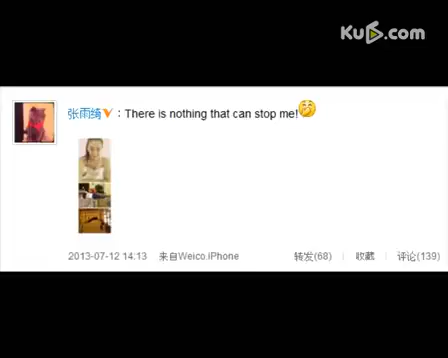 Ku6.com
张雨绮：There is nothing that can stop me!
2013-07-12 14:13 来自Weico.iPhone 转发(68) 收藏 评论(139)